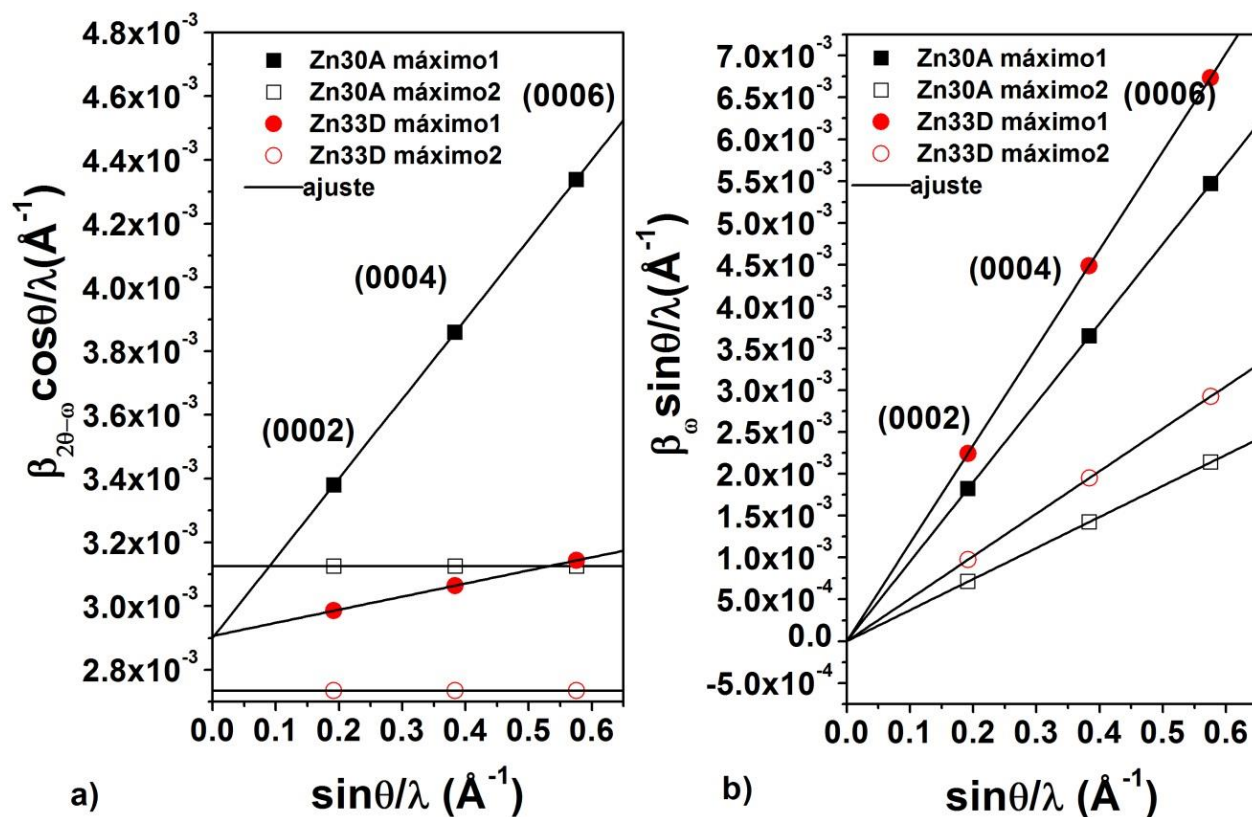 4.8x10⁻³
4.6x10⁻³
4.4x10⁻³
4.2x10⁻³
4.0x10⁻³
3.8x10⁻³
3.6x10⁻³
3.4x10⁻³
3.2x10⁻³
3.0x10⁻³
2.8x10⁻³
β2θ−ω cosθ/λ(Å⁻¹)
Zn30A máximo1
Zn30A máximo2
Zn33D máximo1
Zn33D máximo2
ajuste
(0006)
(0004)
(0002)
0.0 0.1 0.2 0.3 0.4 0.5 0.6
sinθ/λ (Å⁻¹)
a)
7.0x10⁻³
6.5x10⁻³
6.0x10⁻³
5.5x10⁻³
5.0x10⁻³
4.5x10⁻³
4.0x10⁻³
3.5x10⁻³
3.0x10⁻³
2.5x10⁻³
2.0x10⁻³
1.5x10⁻³
1.0x10⁻³
5.0x10⁻⁴
0.0
-5.0x10⁻⁴
βω sinθ/λ(Å⁻¹)
Zn30A máximo1
Zn30A máximo2
Zn33D máximo1
Zn33D máximo2
ajuste
(0006)
(0004)
(0002)
0.0 0.1 0.2 0.3 0.4 0.5 0.6
sinθ/λ (Å⁻¹)
b)